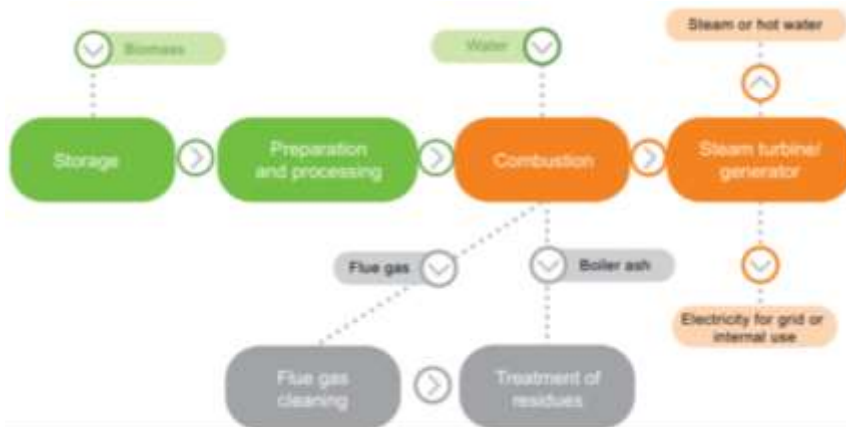 Steam or hot water
Biomass
Water
Storage
Preparation
and processing
Combustion
Steam turbine/
generator
Flue gas
Boiler ash
Electricity for grid or
internal use
Flue gas
cleaning
Treatment of
residues